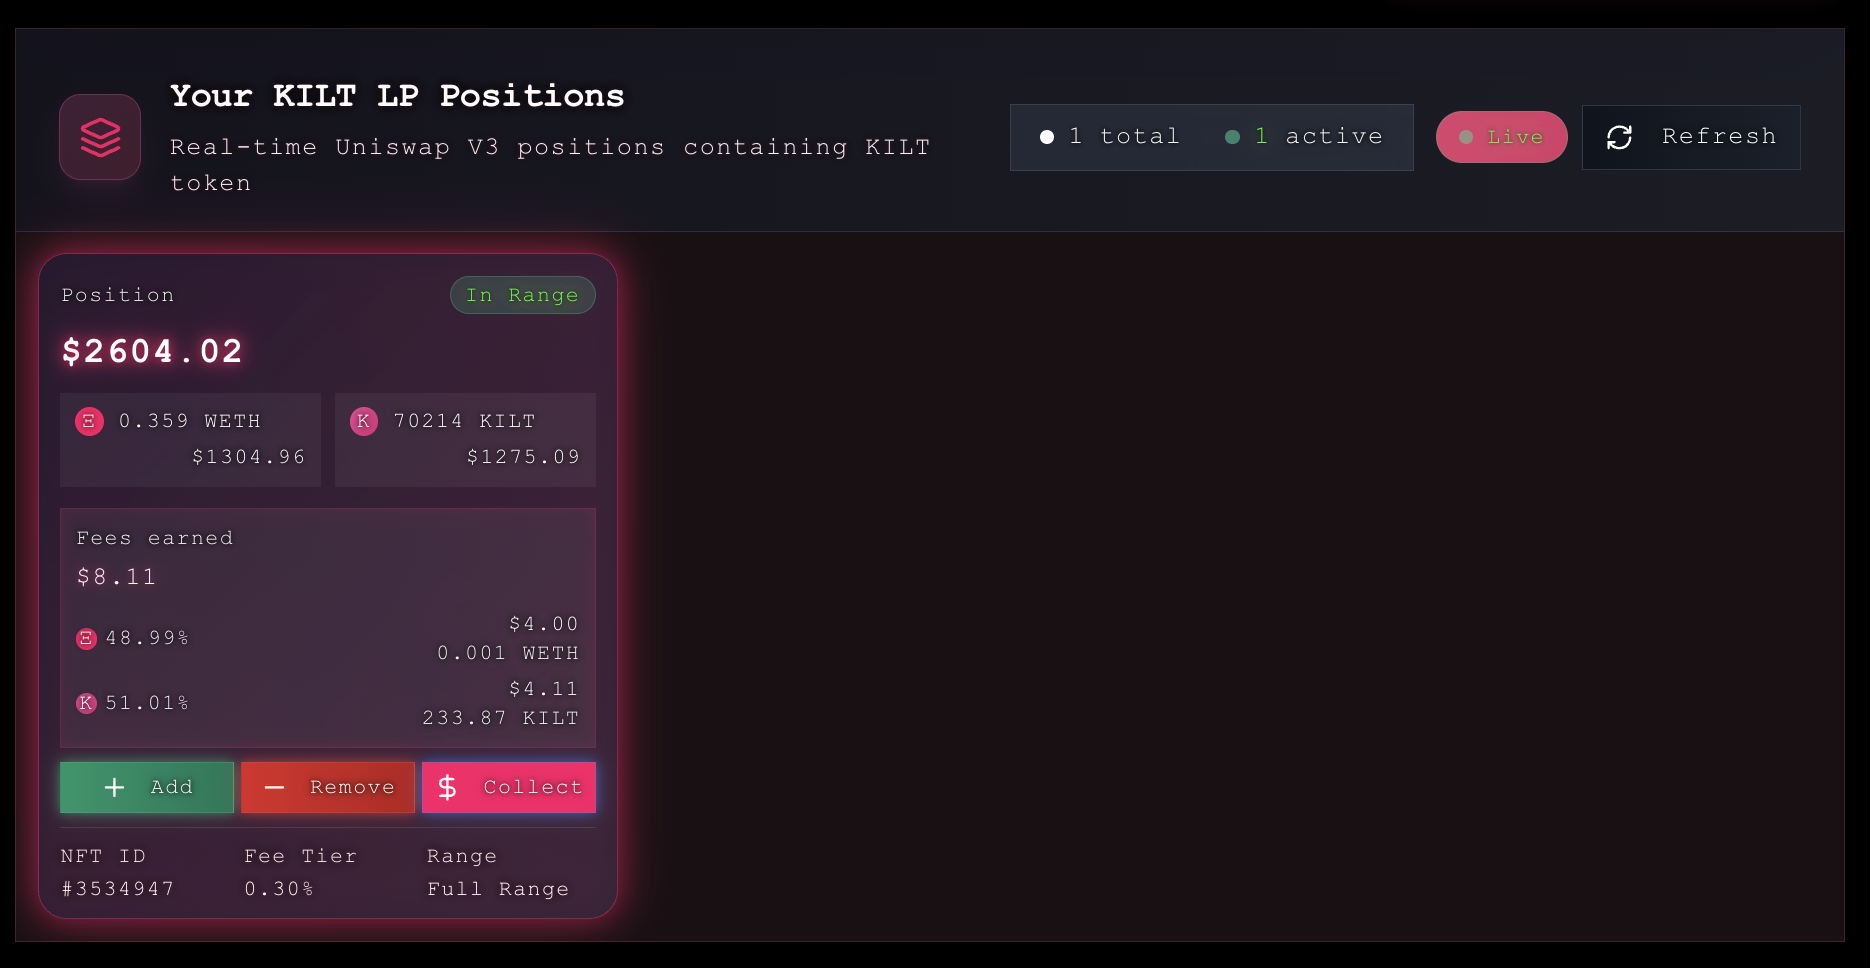 Your KILT LP Positions
Real-time Uniswap V3 positions containing KILT
token
1 total
1 active
Live
Refresh
Position
In Range
$2604.02
Ξ 0.359 WETH
$1304.96
K 70214 KILT
$1275.09
Fees earned
$8.11
Ξ 48.99%
$4.00
0.001 WETH
K 51.01%
$4.11
233.87 KILT
+ Add
− Remove
$ Collect
NFT ID
#3534947
Fee Tier
0.30%
Range
Full Range